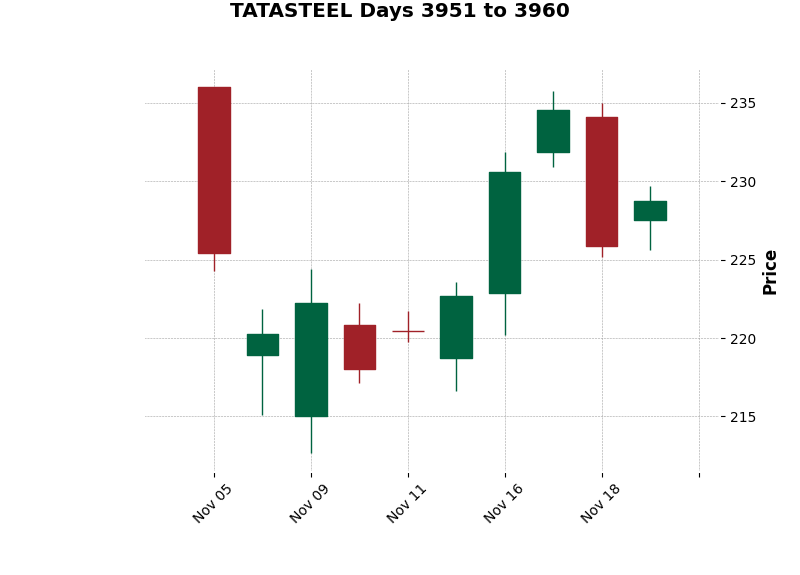 TATASTEEL Days 3951 to 3960
235
230
225
220
215
Price
Nov 05
Nov 09
Nov 11
Nov 16
Nov 18